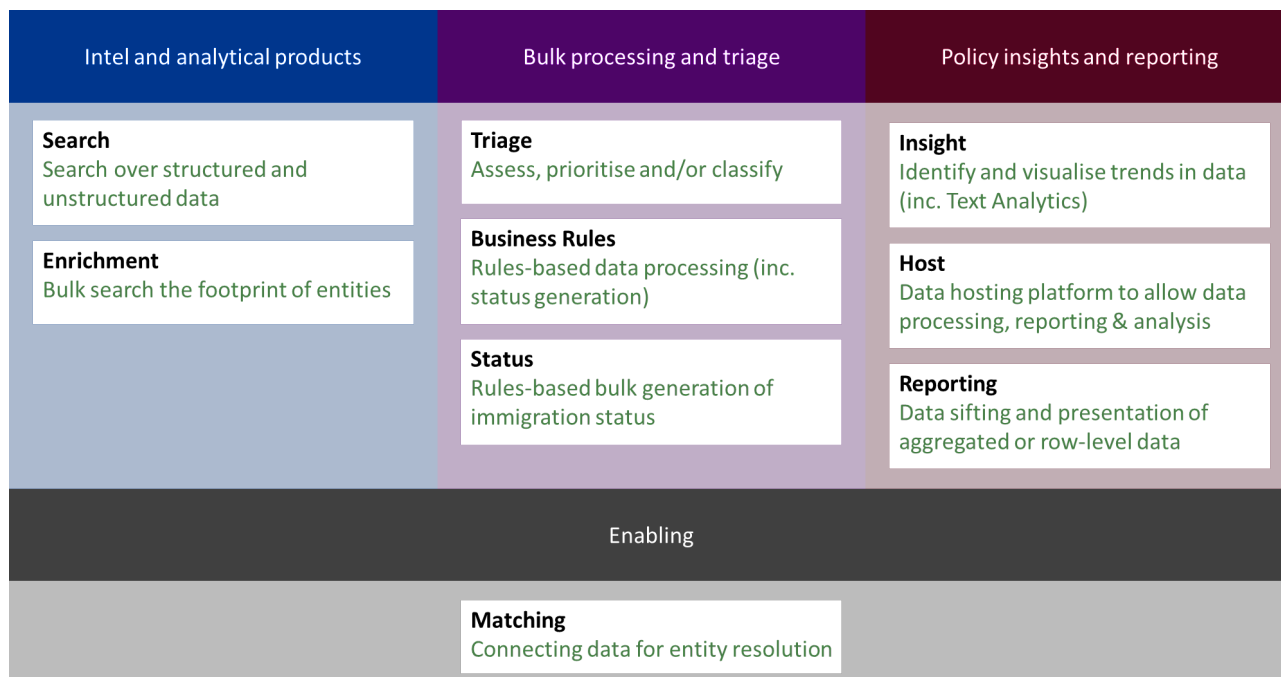 Intel and analytical products
Search
Search over structured and
unstructured data
Enrichment
Bulk search the footprint of entities
Bulk processing and triage
Triage
Assess, prioritise and/or classify
Business Rules
Rules-based data processing (inc.
status generation)
Status
Rules-based bulk generation of
immigration status
Policy insights and reporting
Insight
Identify and visualise trends in data
(inc. Text Analytics)
Host
Data hosting platform to allow data
processing, reporting & analysis
Reporting
Data sifting and presentation of
aggregated or row-level data
Enabling
Matching
Connecting data for entity resolution